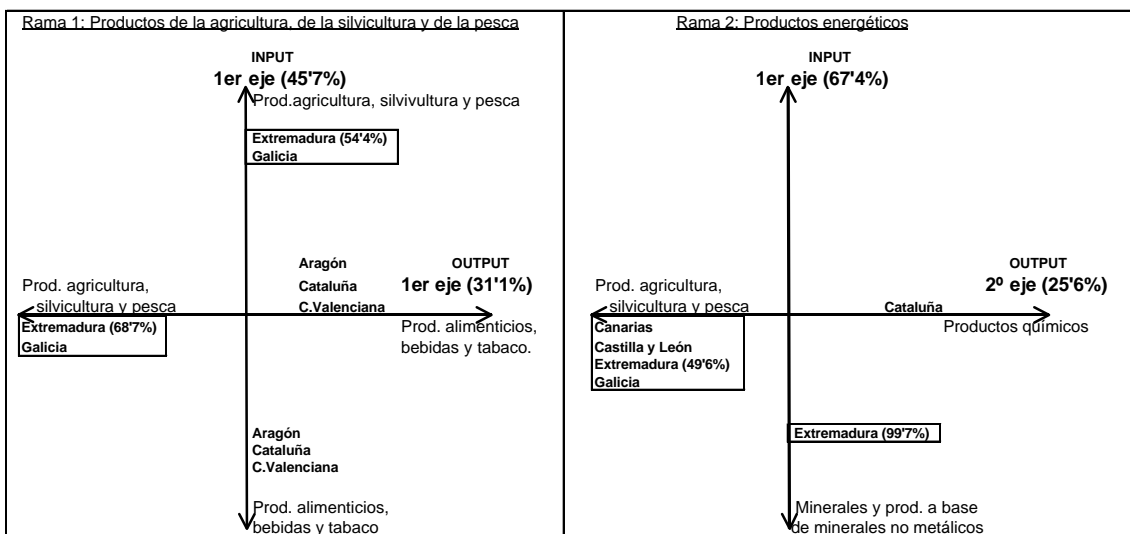 Rama 1: Productos de la agricultura, de la silvicultura y de la pesca
INPUT
1er eje (45'7%)
Prod.agricultura, silvivultura y pesca
Extremadura (54'4%)
Galicia
Aragón
Cataluña
C.Valenciana
OUTPUT
1er eje (31'1%)
Prod. agricultura,
silvicultura y pesca
Extremadura (68'7%)
Galicia
Prod. alimenticios,
bebidas y tabaco.
Aragón
Cataluña
C.Valenciana
Prod. alimenticios,
bebidas y tabaco
Rama 2: Productos energéticos
INPUT
1er eje (67'4%)
OUTPUT
2º eje (25'6%)
Prod. agricultura,
silvicultura y pesca
Cataluña
Productos químicos
Canarias
Castilla y León
Extremadura (49'6%)
Galicia
Extremadura (99'7%)
Minerales y prod. a base
de minerales no metálicos